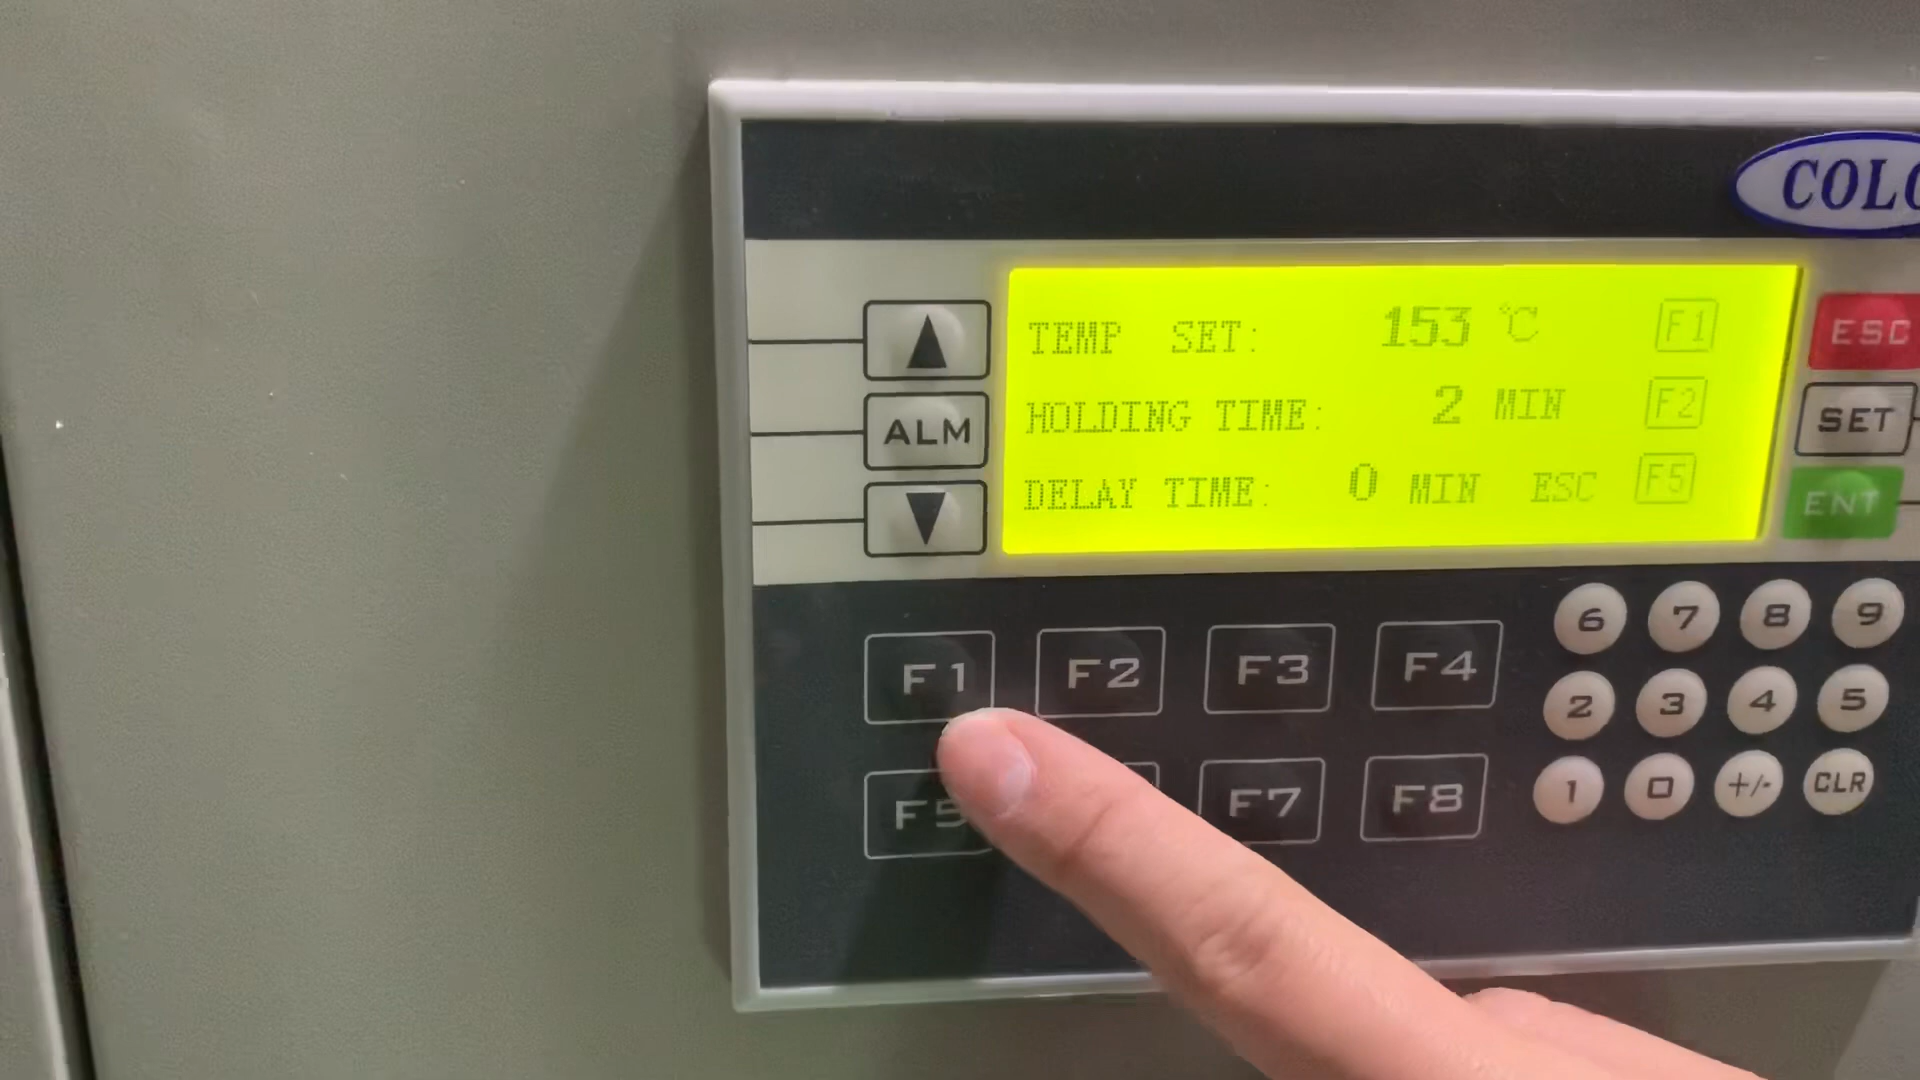 COLO
TEMP SET: 153 °C F1
HOLDING TIME: 2 MIN F2
DELAY TIME: 0 MIN ESC F5
▲
ALM
▼
ESC
SET
ENT
F1 F2 F3 F4
F5 F7 F8
6 7 8 9
2 3 4 5
1 0 +/- CLR